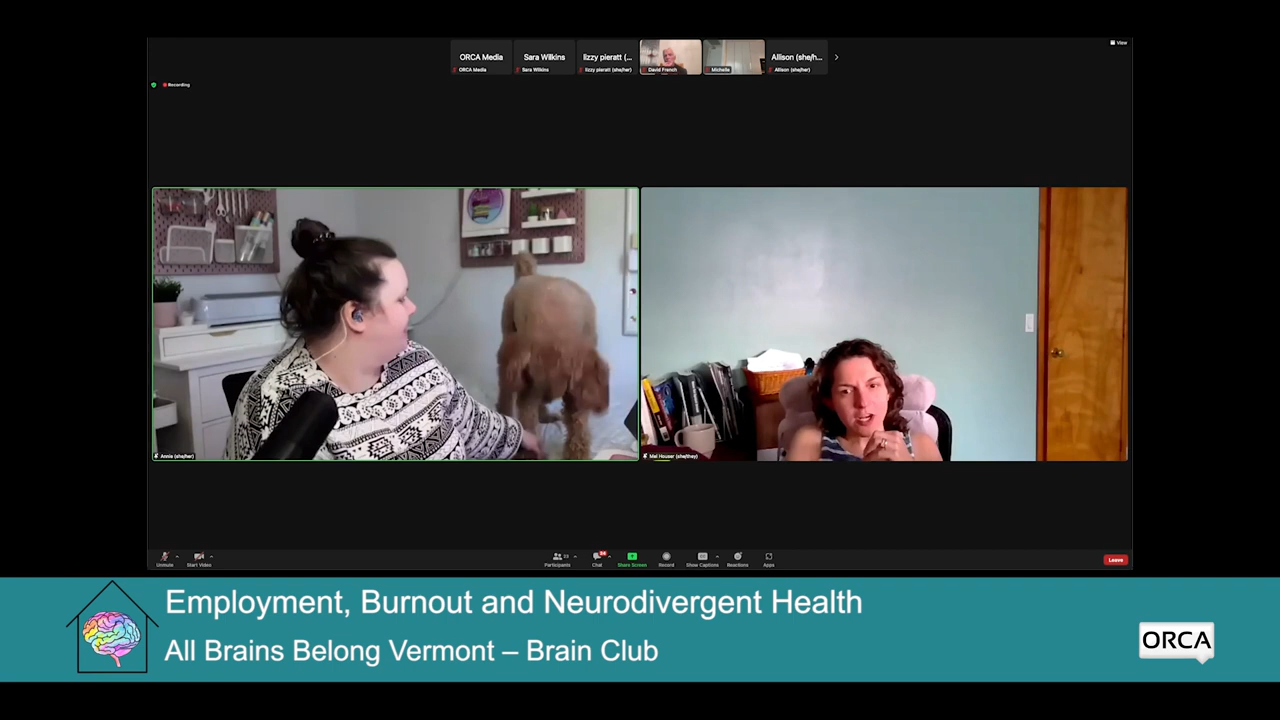 View
ORCA Media
Sara Wilkins
lizzy pieratt (...
Allison (she/h...
ORCA Media
Sara Wilkins
lizzy pieratt (she/her)
David French
Michelle
Allison (she/her)
Recording
Annie (she/her)
Mel Houser (she/they)
Unmute
Start Video
Participants
23
Chat
Share Screen
Record
Show Captions
Reactions
Apps
Leave
Employment, Burnout and Neurodivergent Health
All Brains Belong Vermont – Brain Club
ORCA